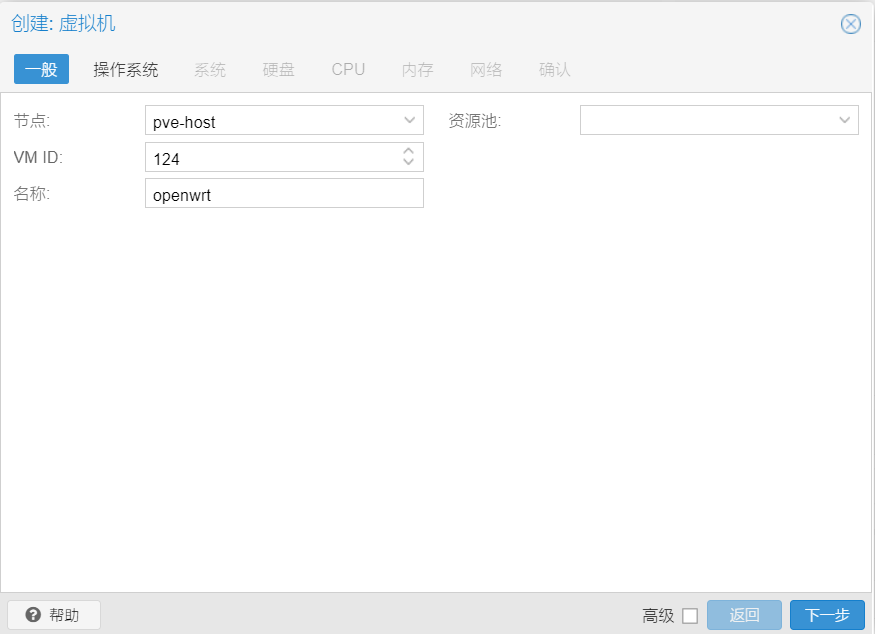 创建: 虚拟机
一般 操作系统 系统 硬盘 CPU 内存 网络 确认
节点: pve-host 资源池:
VM ID: 124
名称: openwrt
帮助 高级 返回 下一步